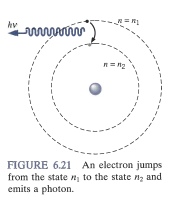 hν
n = n₁
n = n₂
FIGURE 6.21 An electron jumps
from the state n₁ to the state n₂ and
emits a photon.